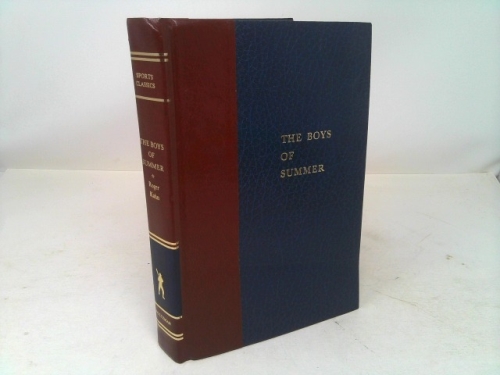 SPORTS
CLASSICS
THE BOYS
OF
SUMMER
Roger
Kahn
THE BOYS
OF
SUMMER